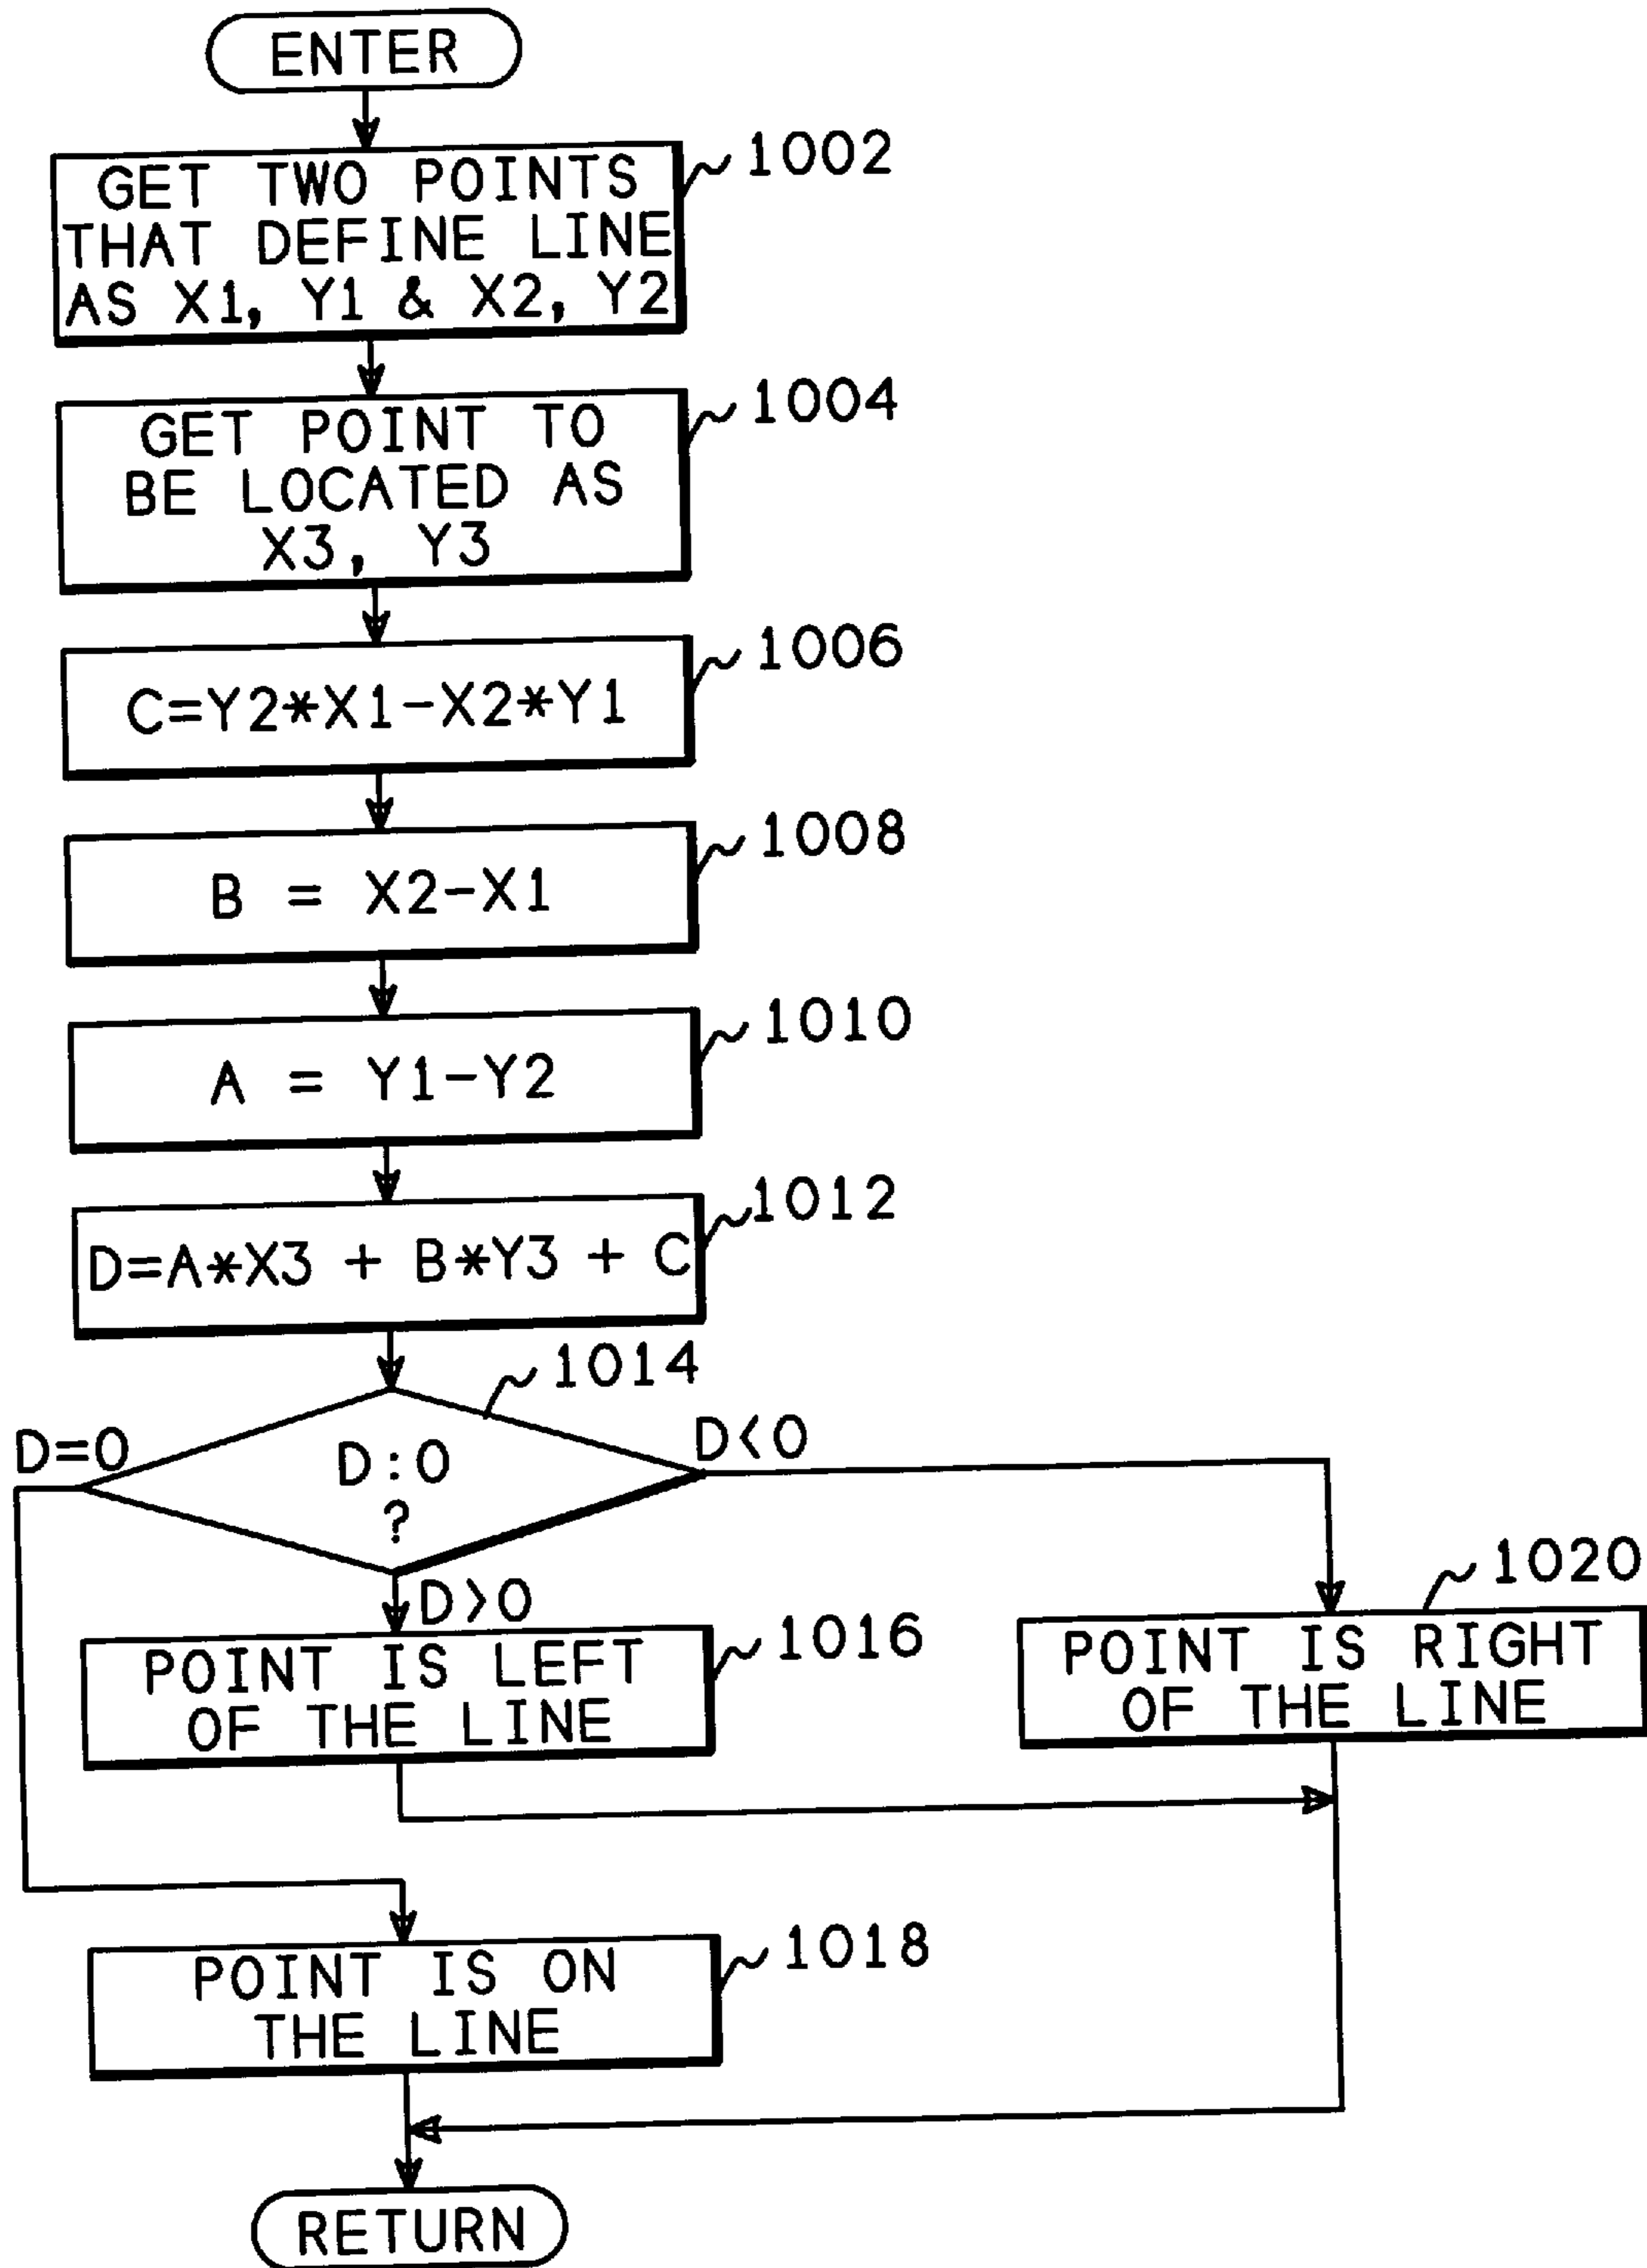 ENTER
1002
GET TWO POINTS
THAT DEFINE LINE
AS X1, Y1 & X2, Y2
1004
GET POINT TO
BE LOCATED AS
X3, Y3
1006
C=Y2*X1-X2*Y1
1008
B = X2-X1
1010
A = Y1-Y2
1012
D=A*X3 + B*Y3 + C
1014
D=0
D:0
?
D<0
D>0
1016
POINT IS LEFT
OF THE LINE
1020
POINT IS RIGHT
OF THE LINE
1018
POINT IS ON
THE LINE
RETURN